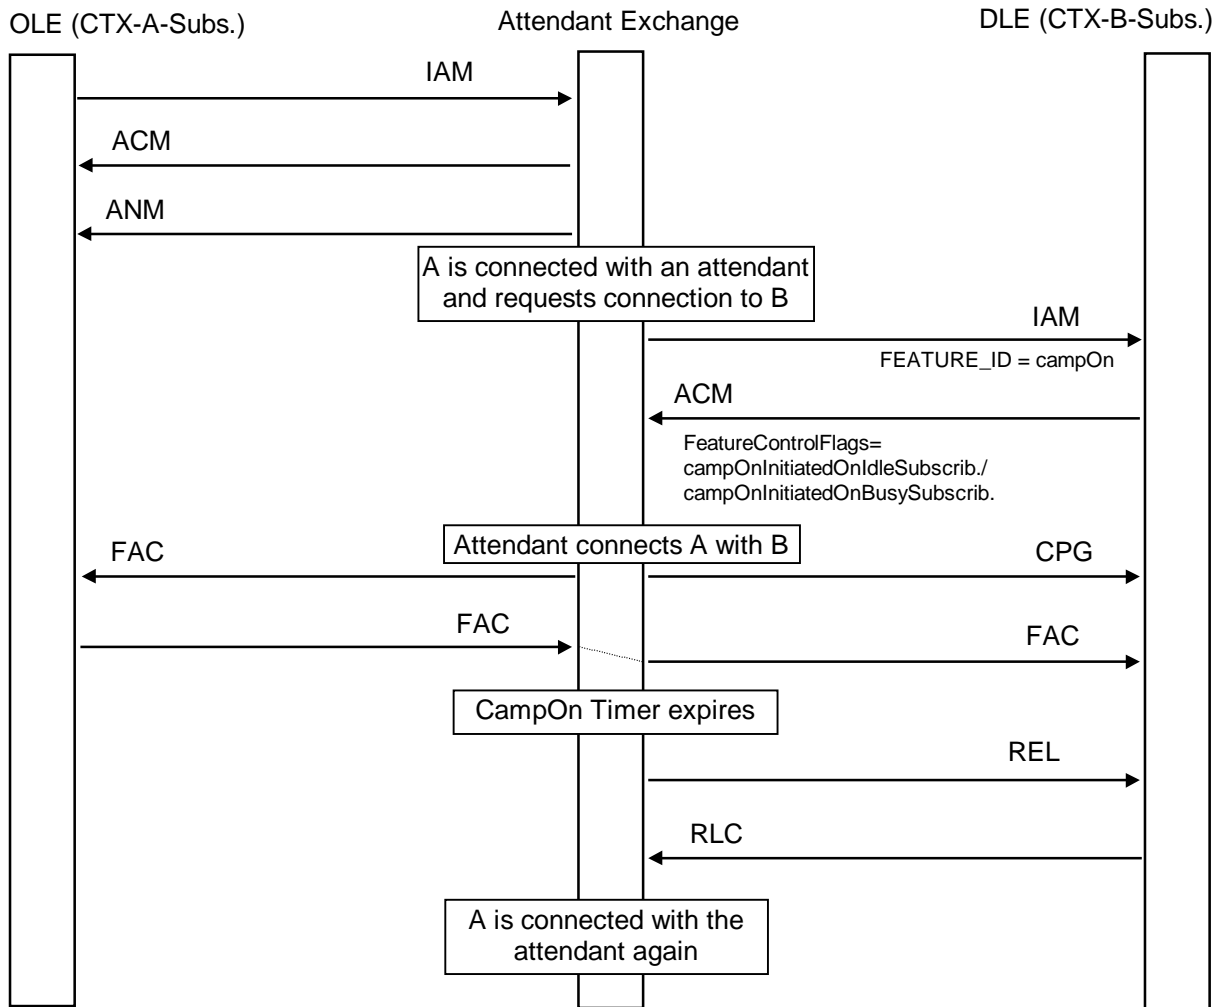 OLE (CTX-A-Subs.)
Attendant Exchange
DLE (CTX-B-Subs.)
IAM
ACM
ANM
A is connected with an attendant
and requests connection to B
IAM
FEATURE_ID = campOn
ACM
FeatureControlFlags=
campOnInitiatedOnIdleSubscrib./
campOnInitiatedOnBusySubscrib.
Attendant connects A with B
FAC
CPG
FAC
FAC
CampOn Timer expires
REL
RLC
A is connected with the
attendant again